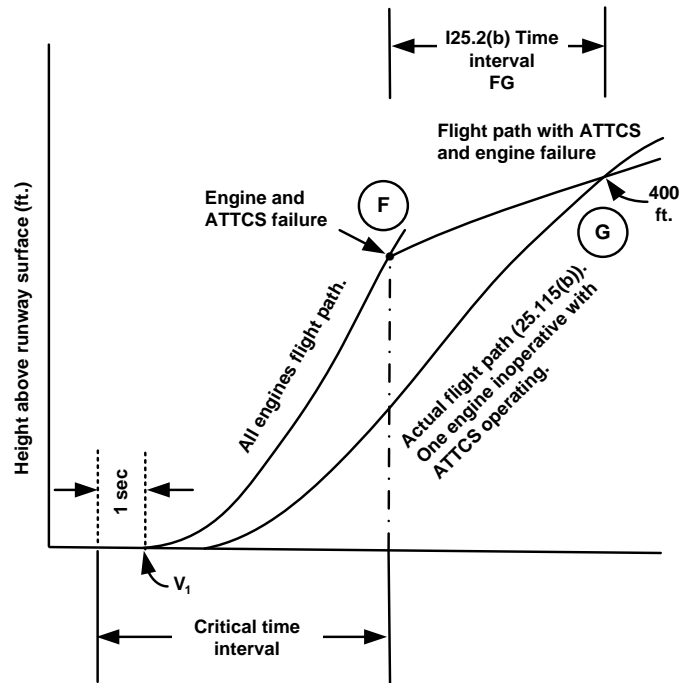 I25.2(b) Time
interval
FG
Flight path with ATTCS
and engine failure
Engine and
ATTCS failure
F
400
ft.
G
Height above runway surface (ft.)
All engines flight path.
Actual flight path (25.115(b)).
One engine inoperative with
ATTCS operating.
1 sec
V1
Critical time
interval